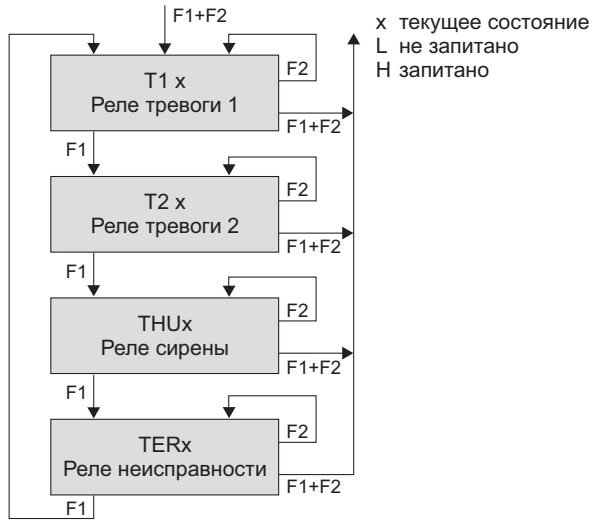 F1+F2
x текущее состояние
L не запитано
H запитано
F2
T1 x
Реле тревоги 1
F1+F2
F1
F2
T2 x
Реле тревоги 2
F1+F2
F1
F2
THUx
Реле сирены
F1+F2
F1
F2
TERx
Реле неисправности
F1+F2
F1